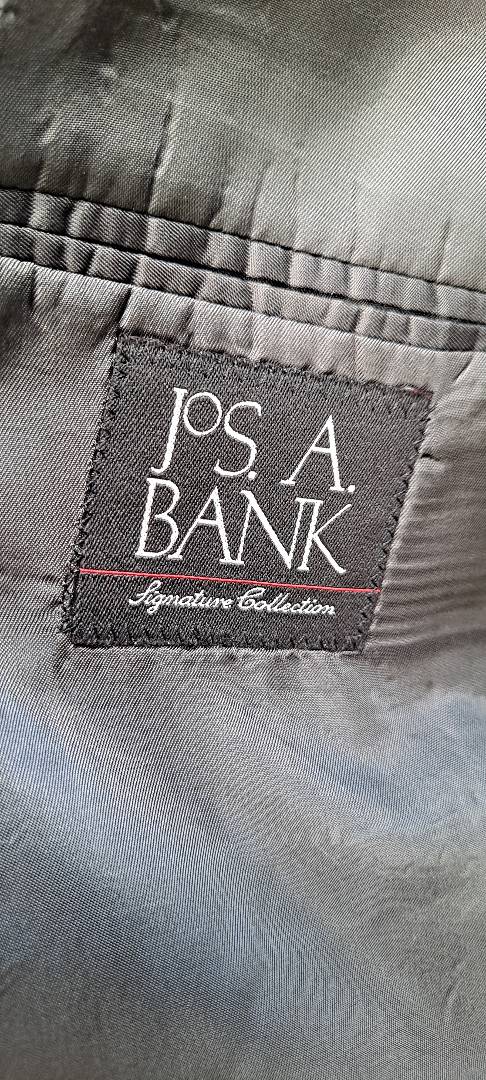 JoS. A.
BANK
Signature Collection